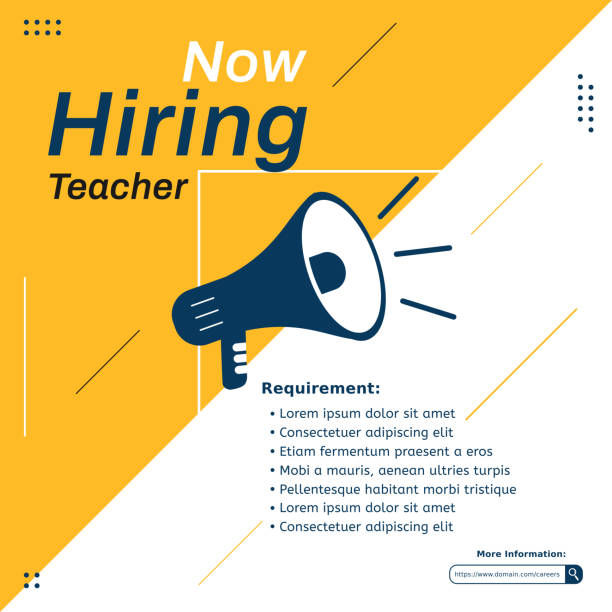 Now
Hiring
Teacher
Requirement:
• Lorem ipsum dolor sit amet
• Consectetuer adipiscing elit
• Etiam fermentum praesent a eros
• Mobi a mauris, aenean ultries turpis
• Pellentesque habitant morbi tristique
• Lorem ipsum dolor sit amet
• Consectetuer adipiscing elit
More Information:
https://www.domain.com/careers